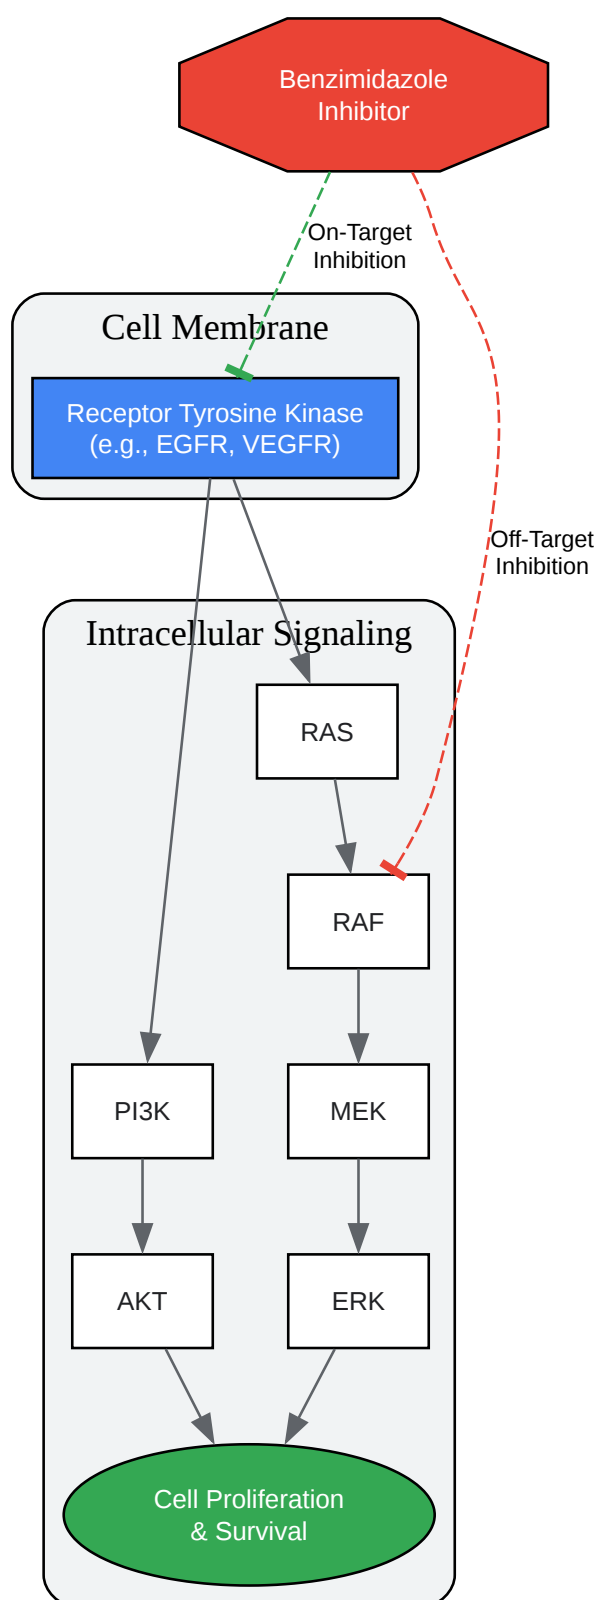 Benzimidazole
Inhibitor
On-Target
Inhibition
Cell Membrane
Receptor Tyrosine Kinase
(e.g., EGFR, VEGFR)
Off-Target
Inhibition
Intracellular Signaling
RAS
RAF
PI3K
MEK
AKT
ERK
Cell Proliferation
& Survival